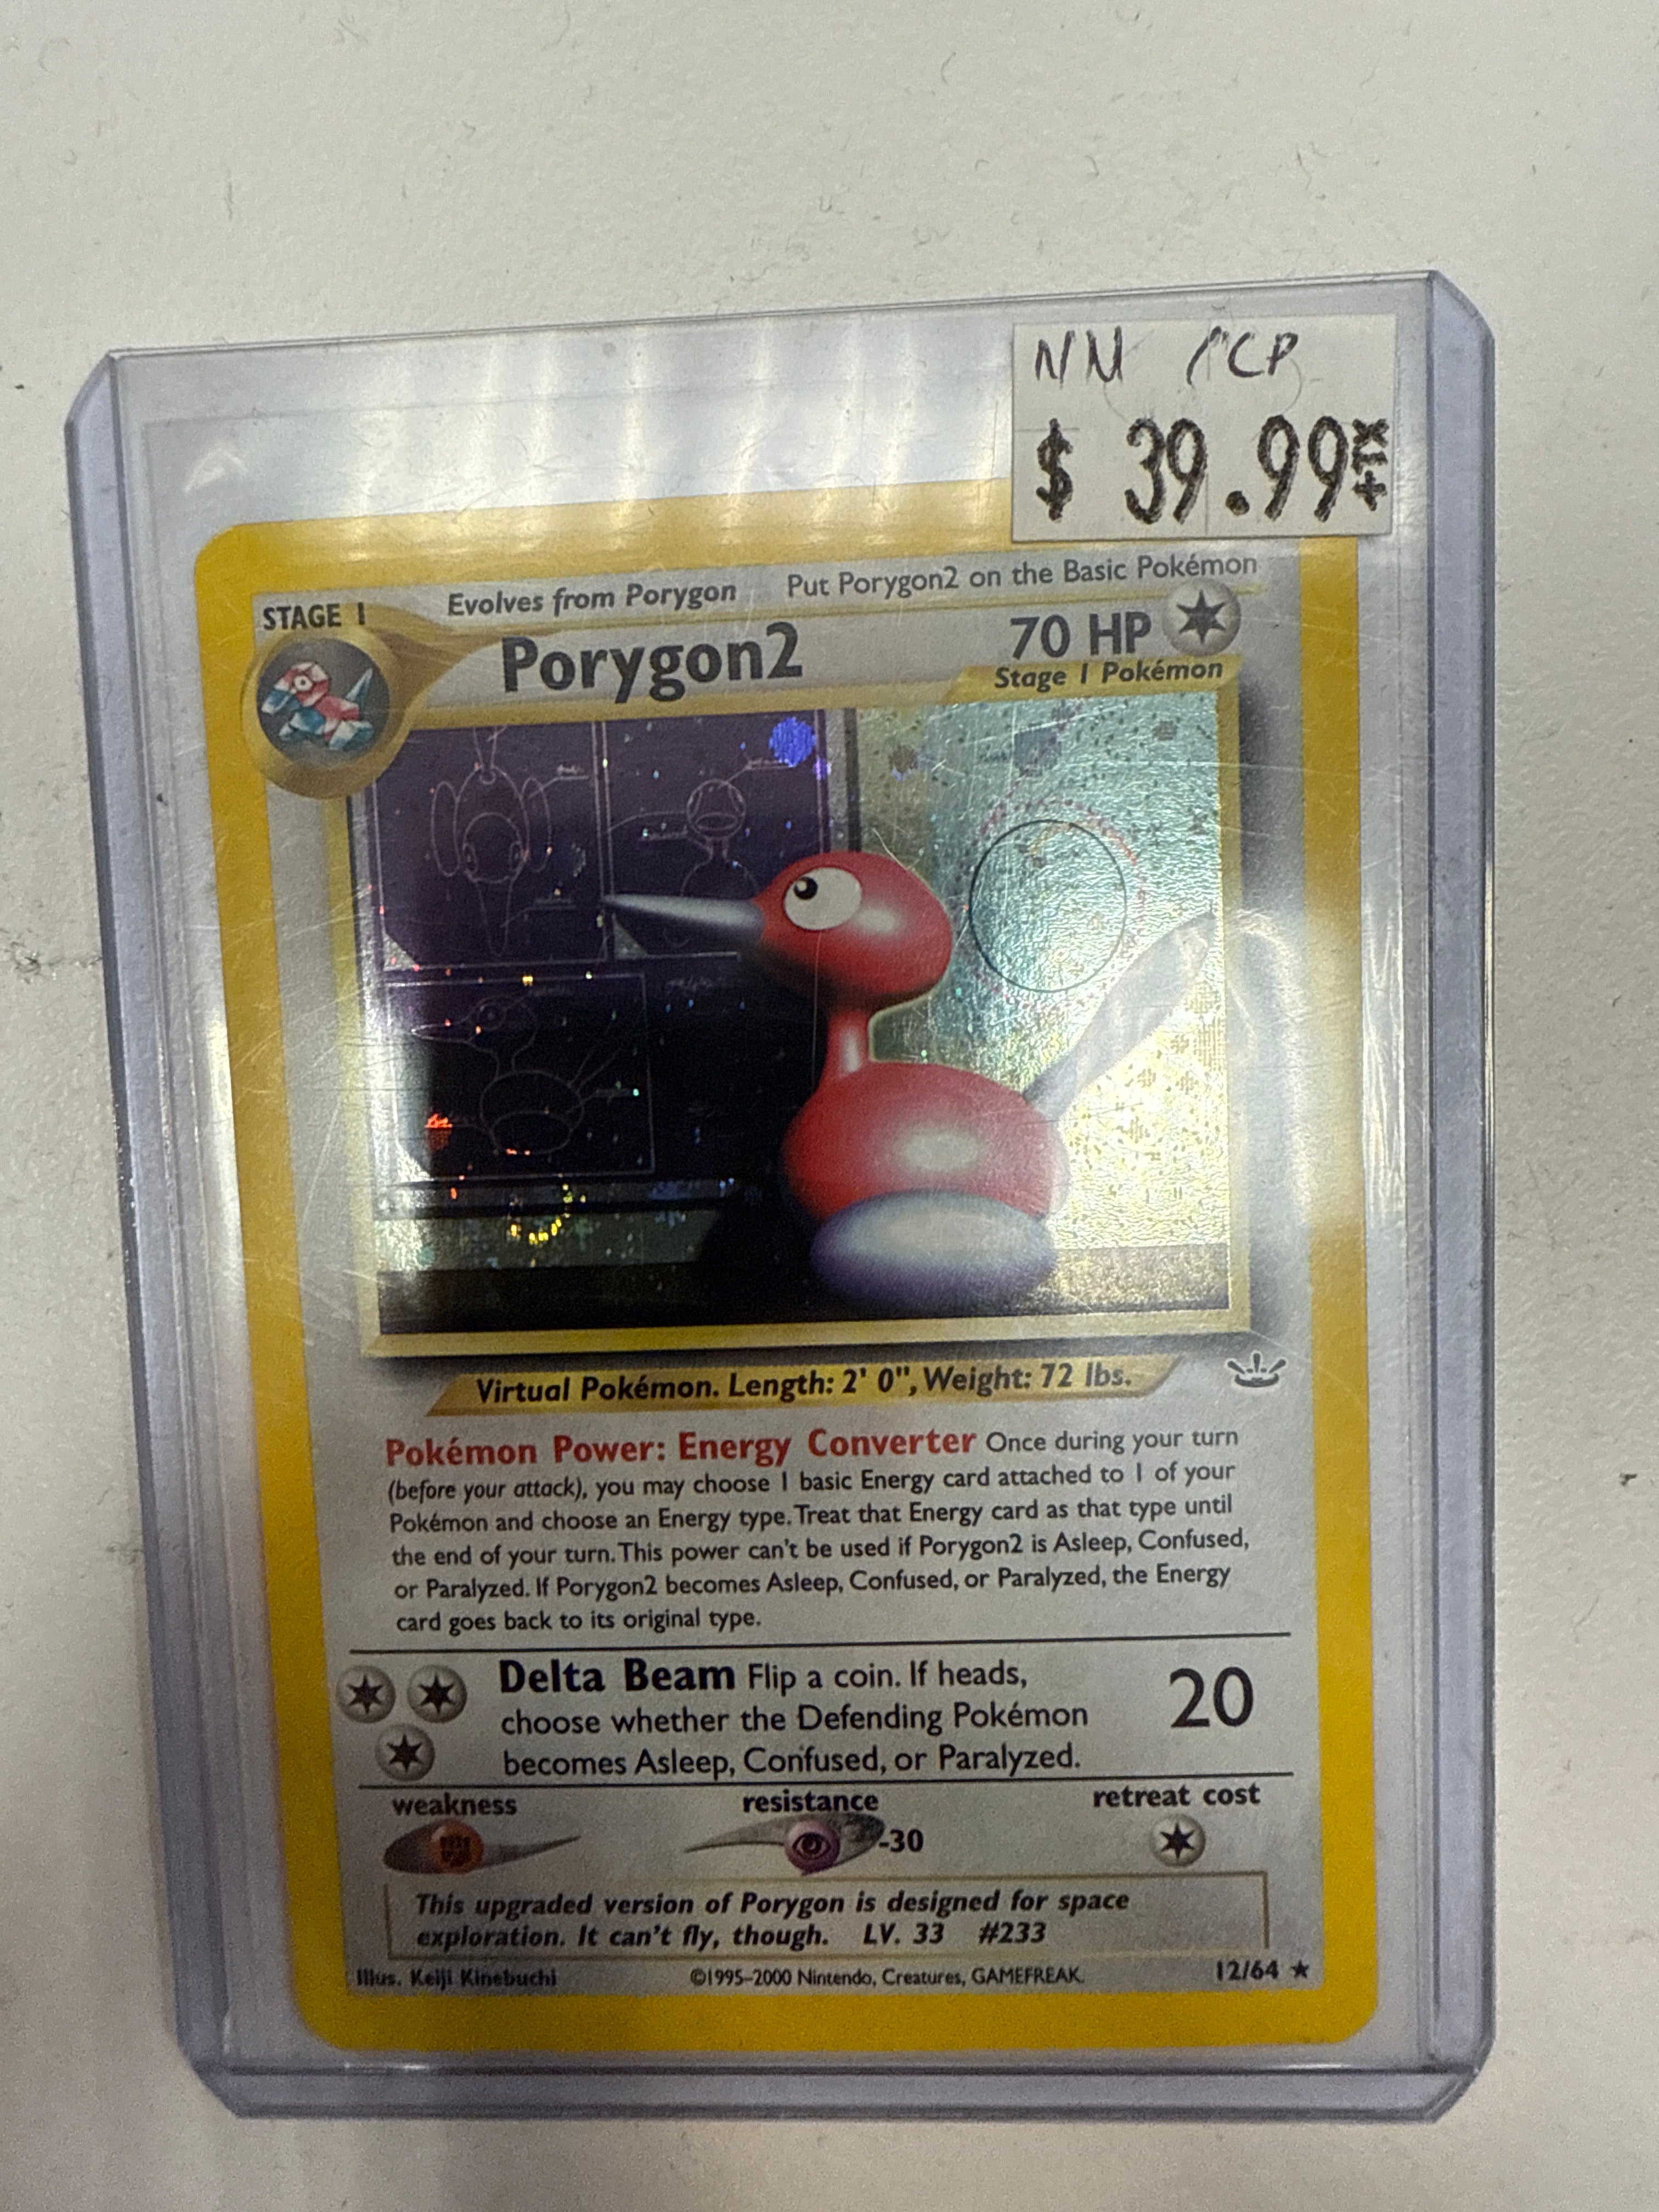 NM /CP
$ 39.99 +TX
Evolves from Porygon Put Porygon2 on the Basic Pokémon
STAGE 1
Porygon2 70 HP
Stage 1 Pokémon
Virtual Pokémon. Length: 2' 0", Weight: 72 lbs.
Pokémon Power: Energy Converter Once during your turn
(before your attack), you may choose 1 basic Energy card attached to 1 of your
Pokémon and choose an Energy type. Treat that Energy card as that type until
the end of your turn. This power can't be used if Porygon2 is Asleep, Confused,
or Paralyzed. If Porygon2 becomes Asleep, Confused, or Paralyzed, the Energy
card goes back to its original type.
Delta Beam Flip a coin. If heads, 20
choose whether the Defending Pokémon
becomes Asleep, Confused, or Paralyzed.
weakness resistance retreat cost
-30
This upgraded version of Porygon is designed for space
exploration. It can't fly, though. LV. 33 #233
Illus. Keiji Kinebuchi ©1995–2000 Nintendo, Creatures, GAMEFREAK. 12/64 ★